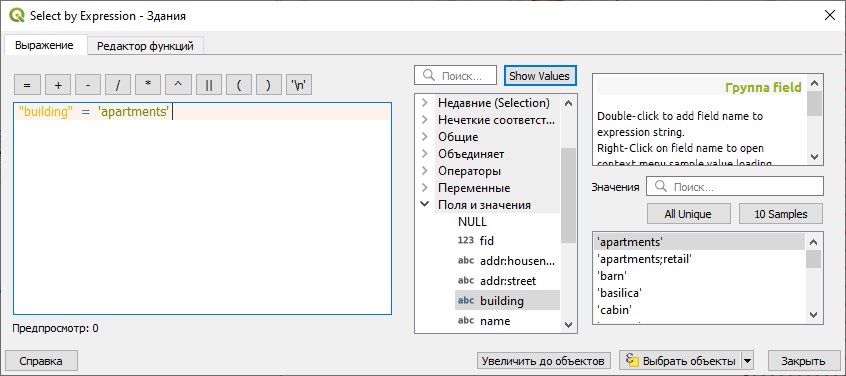 Select by Expression - Здания
Выражение
Редактор функций
= + - / * ^ || ( ) '\n'
"building" = 'apartments'
Предпросмотр: 0
Поиск...
Show Values
Недавние (Selection)
Нечеткие соответст...
Общие
Объединяет
Операторы
Переменные
Поля и значения
NULL
123 fid
abc addr:housen...
abc addr:street
abc building
abc name
Группа field
Double-click to add field name to
expression string.
Right-Click on field name to open
context menu sample value loading
Значения
Поиск...
All Unique
10 Samples
'apartments'
'apartments;retail'
'barn'
'basilica'
'cabin'
Справка
Увеличить до объектов
Выбрать объекты
Закрыть